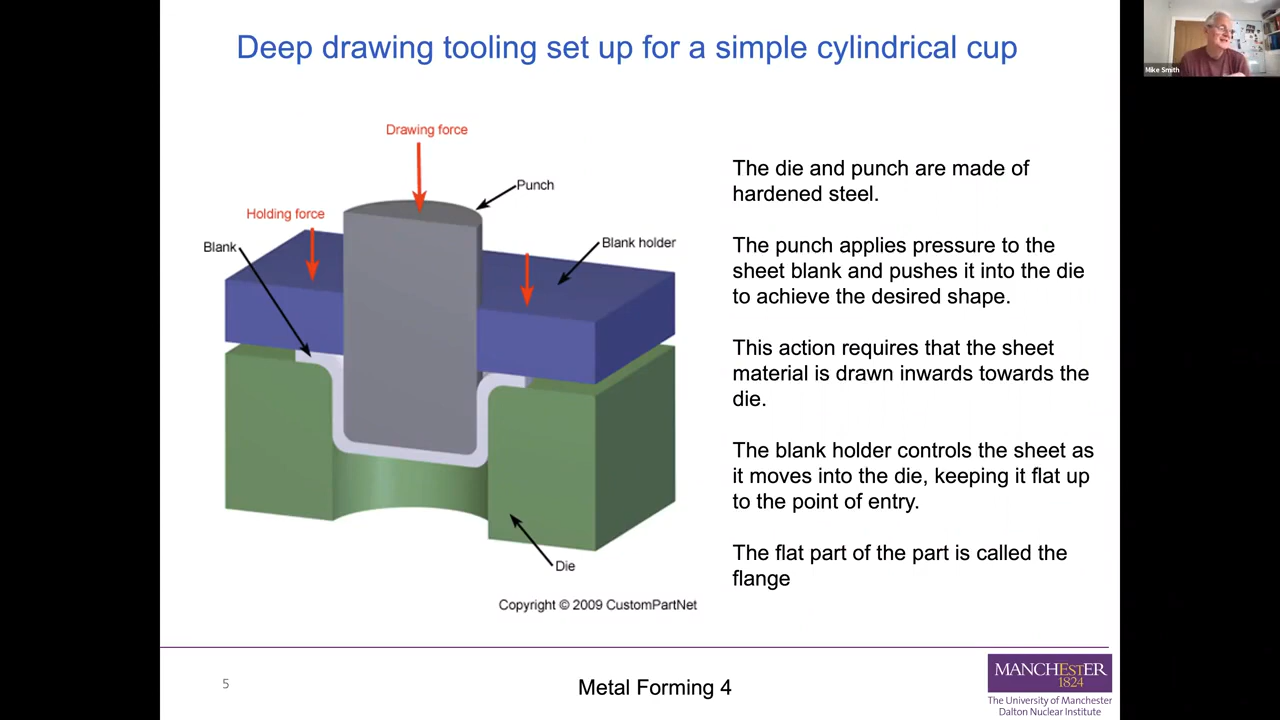 Deep drawing tooling set up for a simple cylindrical cup
Mike Smith
Drawing force
Punch
Holding force
Blank
Blank holder
Die
Copyright © 2009 CustomPartNet
The die and punch are made of
hardened steel.
The punch applies pressure to the
sheet blank and pushes it into the die
to achieve the desired shape.
This action requires that the sheet
material is drawn inwards towards the
die.
The blank holder controls the sheet as
it moves into the die, keeping it flat up
to the point of entry.
The flat part of the part is called the
flange
5
Metal Forming 4
MANCHESTER
1824
The University of Manchester
Dalton Nuclear Institute